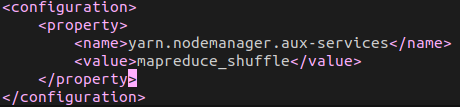 <configuration>
    <property>
        <name>yarn.nodemanager.aux-services</name>
        <value>mapreduce_shuffle</value>
    </property>
</configuration>